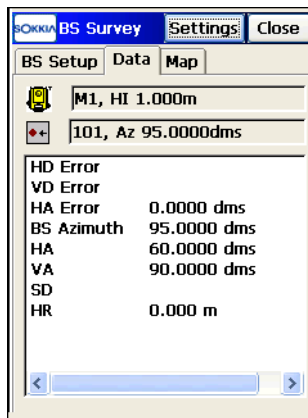 SOKKIA BS Survey Settings Close
BS Setup Data Map
M1, HI 1.000m
101, Az 95.0000dms
HD Error
VD Error
HA Error 0.0000 dms
BS Azimuth 95.0000 dms
HA 60.0000 dms
VA 90.0000 dms
SD
HR 0.000 m